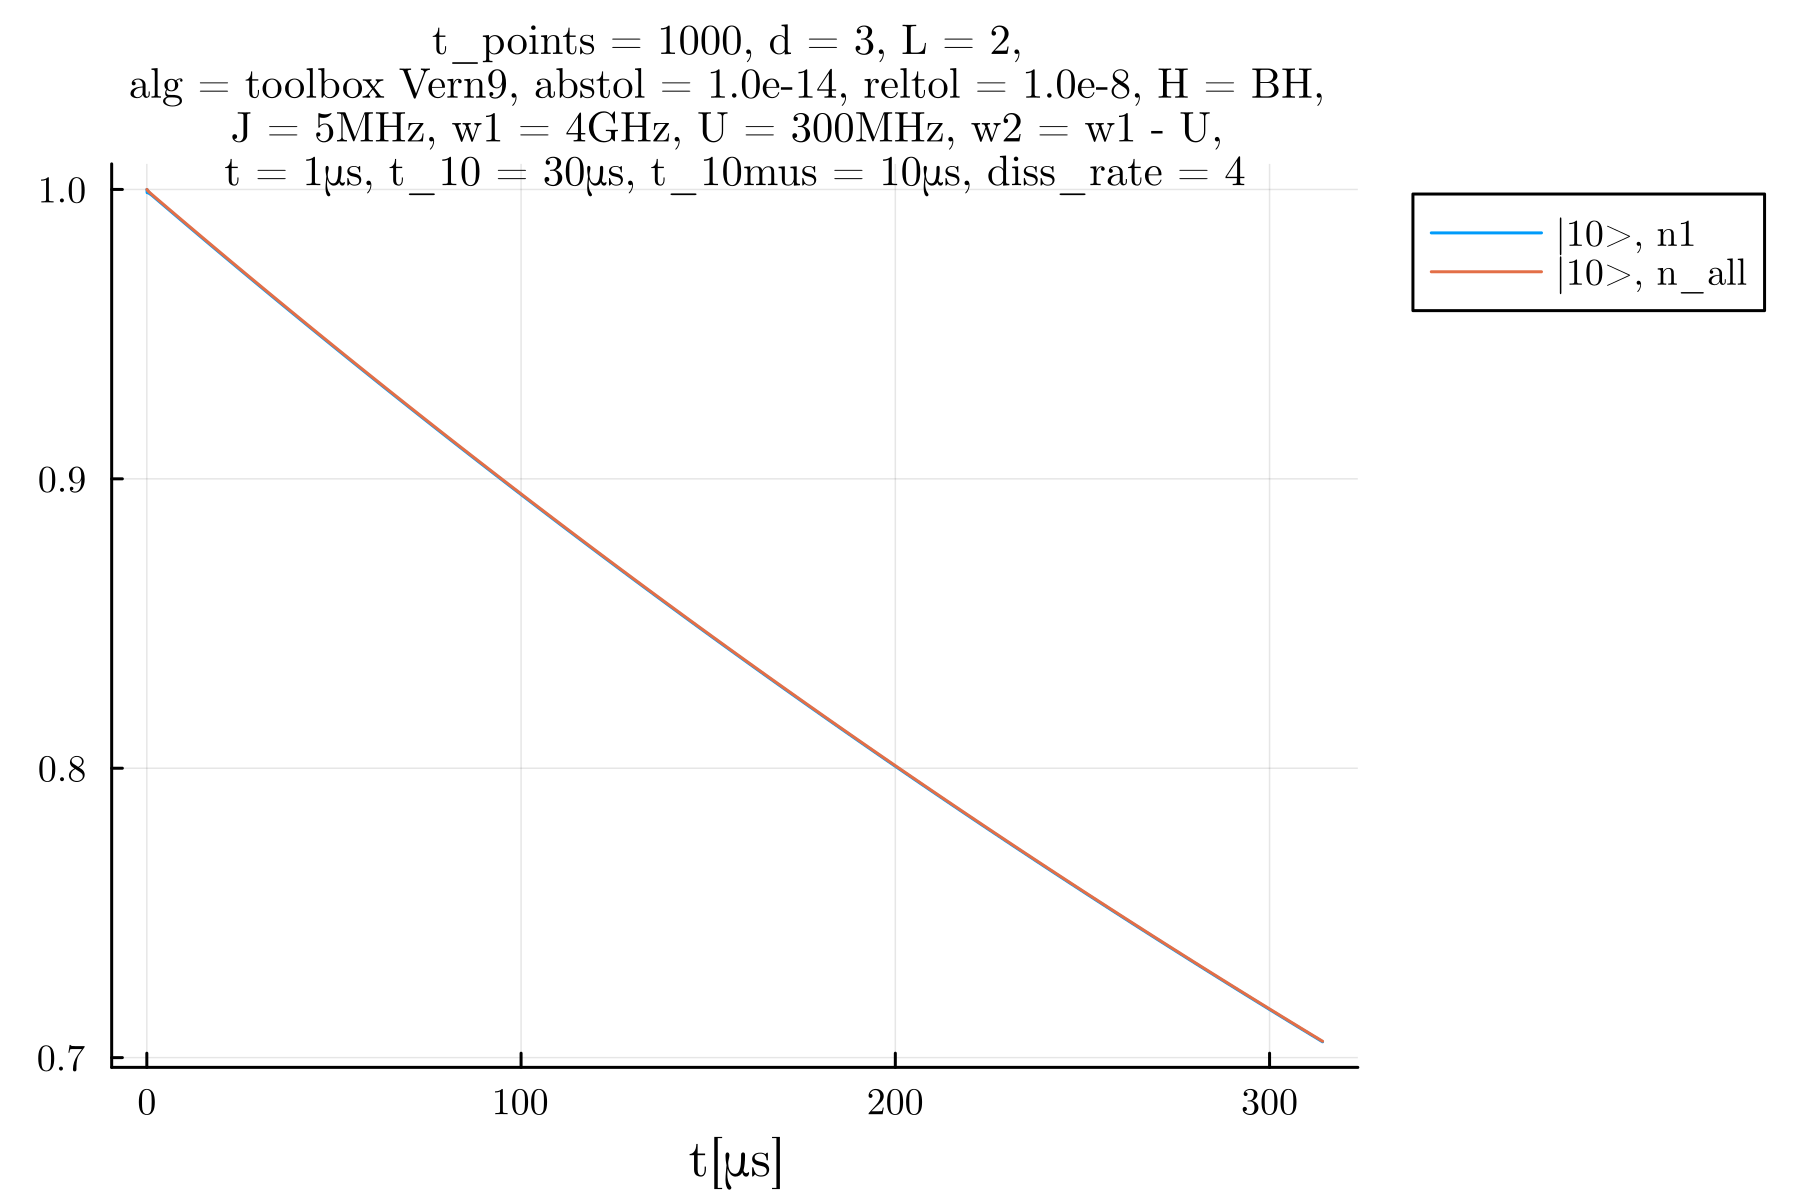 t_points = 1000, d = 3, L = 2,
alg = toolbox Vern9, abstol = 1.0e-14, reltol = 1.0e-8, H = BH,
J = 5MHz, w1 = 4GHz, U = 300MHz, w2 = w1 - U,
t = 1μs, t_10 = 30μs, t_10mus = 10μs, diss_rate = 4
1.0
0.9
0.8
0.7
0 100 200 300
t[μs]
|10>, n1
|10>, n_all